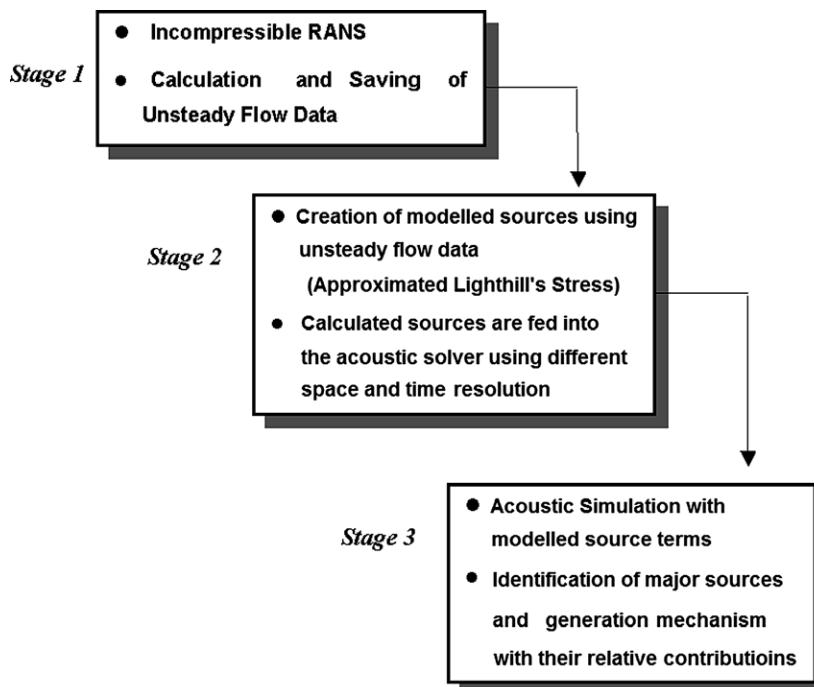 Stage 1
● Incompressible RANS
● Calculation and Saving of
Unsteady Flow Data
Stage 2
● Creation of modelled sources using
unsteady flow data
(Approximated Lighthill's Stress)
● Calculated sources are fed into
the acoustic solver using different
space and time resolution
Stage 3
● Acoustic Simulation with
modelled source terms
● Identification of major sources
and generation mechanism
with their relative contributioins